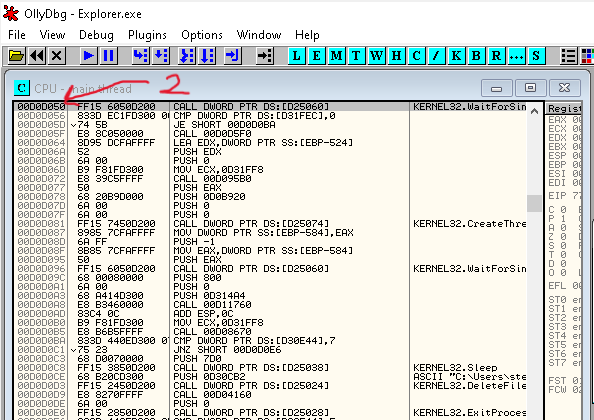 OllyDbg - Explorer.exe
File View Debug Plugins Options Window Help
L E M T W H C / K B R ... S
2
C CPU - main thread
00D0D050 FF15 6050D200 CALL DWORD PTR DS:[D25060] KERNEL32.WaitForSin
00D0D056 833D EC1FD300 00 CMP DWORD PTR DS:[D31FEC],0
74 5B JE SHORT 00D0D0BA
E8 8C050000 CALL 00D0D5F0
00D0D064 8D95 DCFAFFFF LEA EDX,DWORD PTR SS:[EBP-524]
52 PUSH EDX
6A 00 PUSH 0
B9 F81FD300 MOV ECX,0D31FF8
E8 39C5FFFF CALL 00D095B0
50 PUSH EAX
00D0D078 68 20B9D000 PUSH 0D0B920
00D0D07D 6A 00 PUSH 0
00D0D07F 6A 00 PUSH 0
00D0D081 FF15 7450D200 CALL DWORD PTR DS:[D25074] KERNEL32.CreateThre
00D0D087 8985 7CFAFFFF MOV DWORD PTR SS:[EBP-584],EAX
00D0D08D 6A FF PUSH -1
00D0D08F 8B85 7CFAFFFF MOV EAX,DWORD PTR SS:[EBP-584]
00D0D095 50 PUSH EAX
00D0D096 FF15 6050D200 CALL DWORD PTR DS:[D25060] KERNEL32.WaitForSin
00D0D09C 68 00080000 PUSH 800
00D0D0A1 6A 00 PUSH 0
00D0D0A3 68 A414D300 PUSH 0D314A4
00D0D0A8 E8 B3460000 CALL 00D11760
00D0D0AD 83C4 0C ADD ESP,0C
00D0D0B0 B9 F81FD300 MOV ECX,0D31FF8
00D0D0B5 E8 B6B5FFFF CALL 00D08670
00D0D0BA 833D 440ED300 07 CMP DWORD PTR DS:[D30E44],7
00D0D0C1 75 23 JNZ SHORT 00D0D0E6
00D0D0C3 68 D0070000 PUSH 7D0
00D0D0C8 FF15 3850D200 CALL DWORD PTR DS:[D25038] KERNEL32.Sleep
00D0D0CE 68 B20CD300 PUSH 0D30CB2 ASCII "C:\Users\ste
00D0D0D3 FF15 2450D200 CALL DWORD PTR DS:[D25024] KERNEL32.DeleteFile
00D0D0D9 E8 8270FFFF CALL 00D04160
00D0D0DE 6A 00 PUSH 0
00D0D0E0 FF15 2850D200 CALL DWORD PTR DS:[D25028] KERNEL32.ExitProces
Regist
EAX 00
ECX 00
EDX 00
EBX 00
ESP 00
EBP 00
ESI 00
EDI 00
EIP 77
C 0
P 1
A 0
Z 0
S 0
T 0
D 0
O 0
EFL 00
ST0 em
ST1 em
ST2 em
ST3 em
ST4 em
ST5 em
ST6 em
ST7 em
FST 01
FCW 02